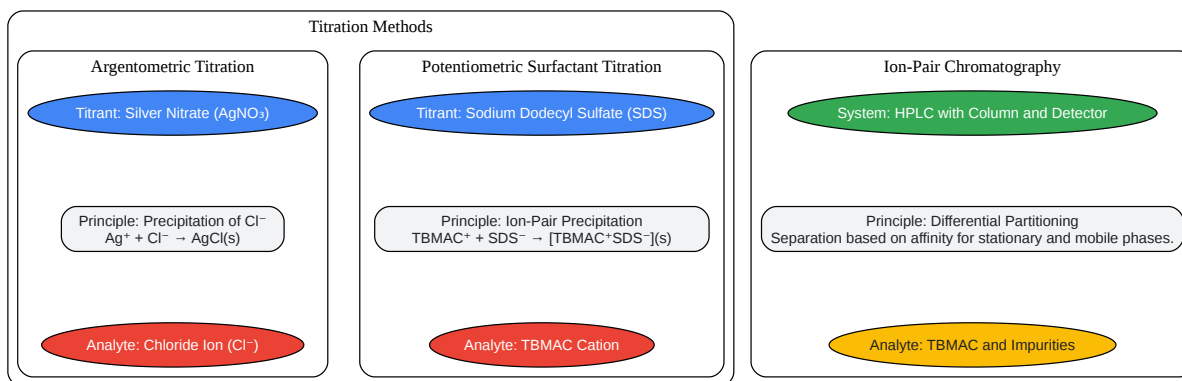 Titration Methods
Argentometric Titration
Titrant: Silver Nitrate (AgNO₃)
Principle: Precipitation of Cl⁻
Ag⁺ + Cl⁻ → AgCl(s)
Analyte: Chloride Ion (Cl⁻)
Potentiometric Surfactant Titration
Titrant: Sodium Dodecyl Sulfate (SDS)
Principle: Ion-Pair Precipitation
TBMAC⁺ + SDS⁻ → [TBMAC⁺SDS⁻](s)
Analyte: TBMAC Cation
Ion-Pair Chromatography
System: HPLC with Column and Detector
Principle: Differential Partitioning
Separation based on affinity for stationary and mobile phases.
Analyte: TBMAC and Impurities